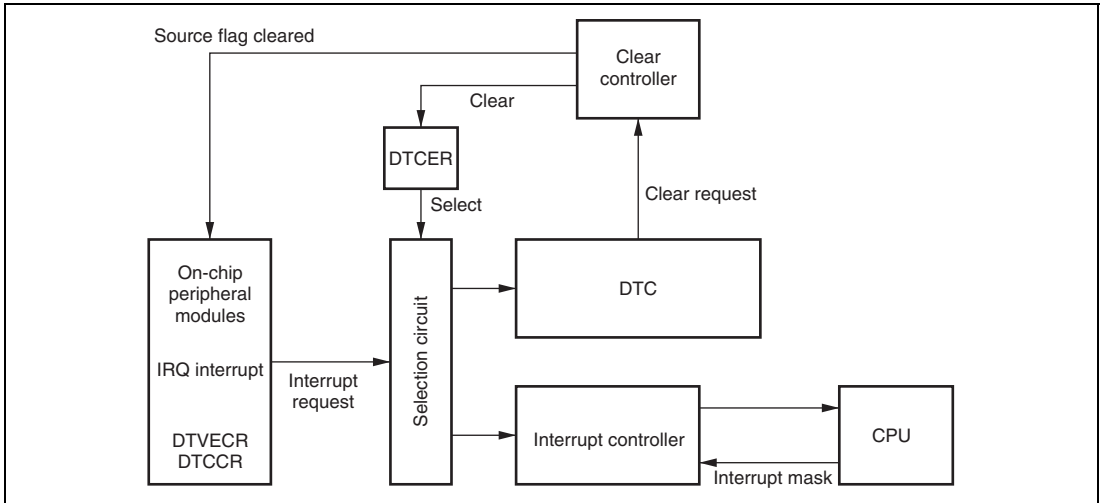 Source flag cleared
Clear
controller
Clear
DTCER
Clear request
Select
On-chip
peripheral
modules
IRQ interrupt
DTVECR
DTCCR
Interrupt
request
Selection circuit
DTC
Interrupt controller
CPU
Interrupt mask